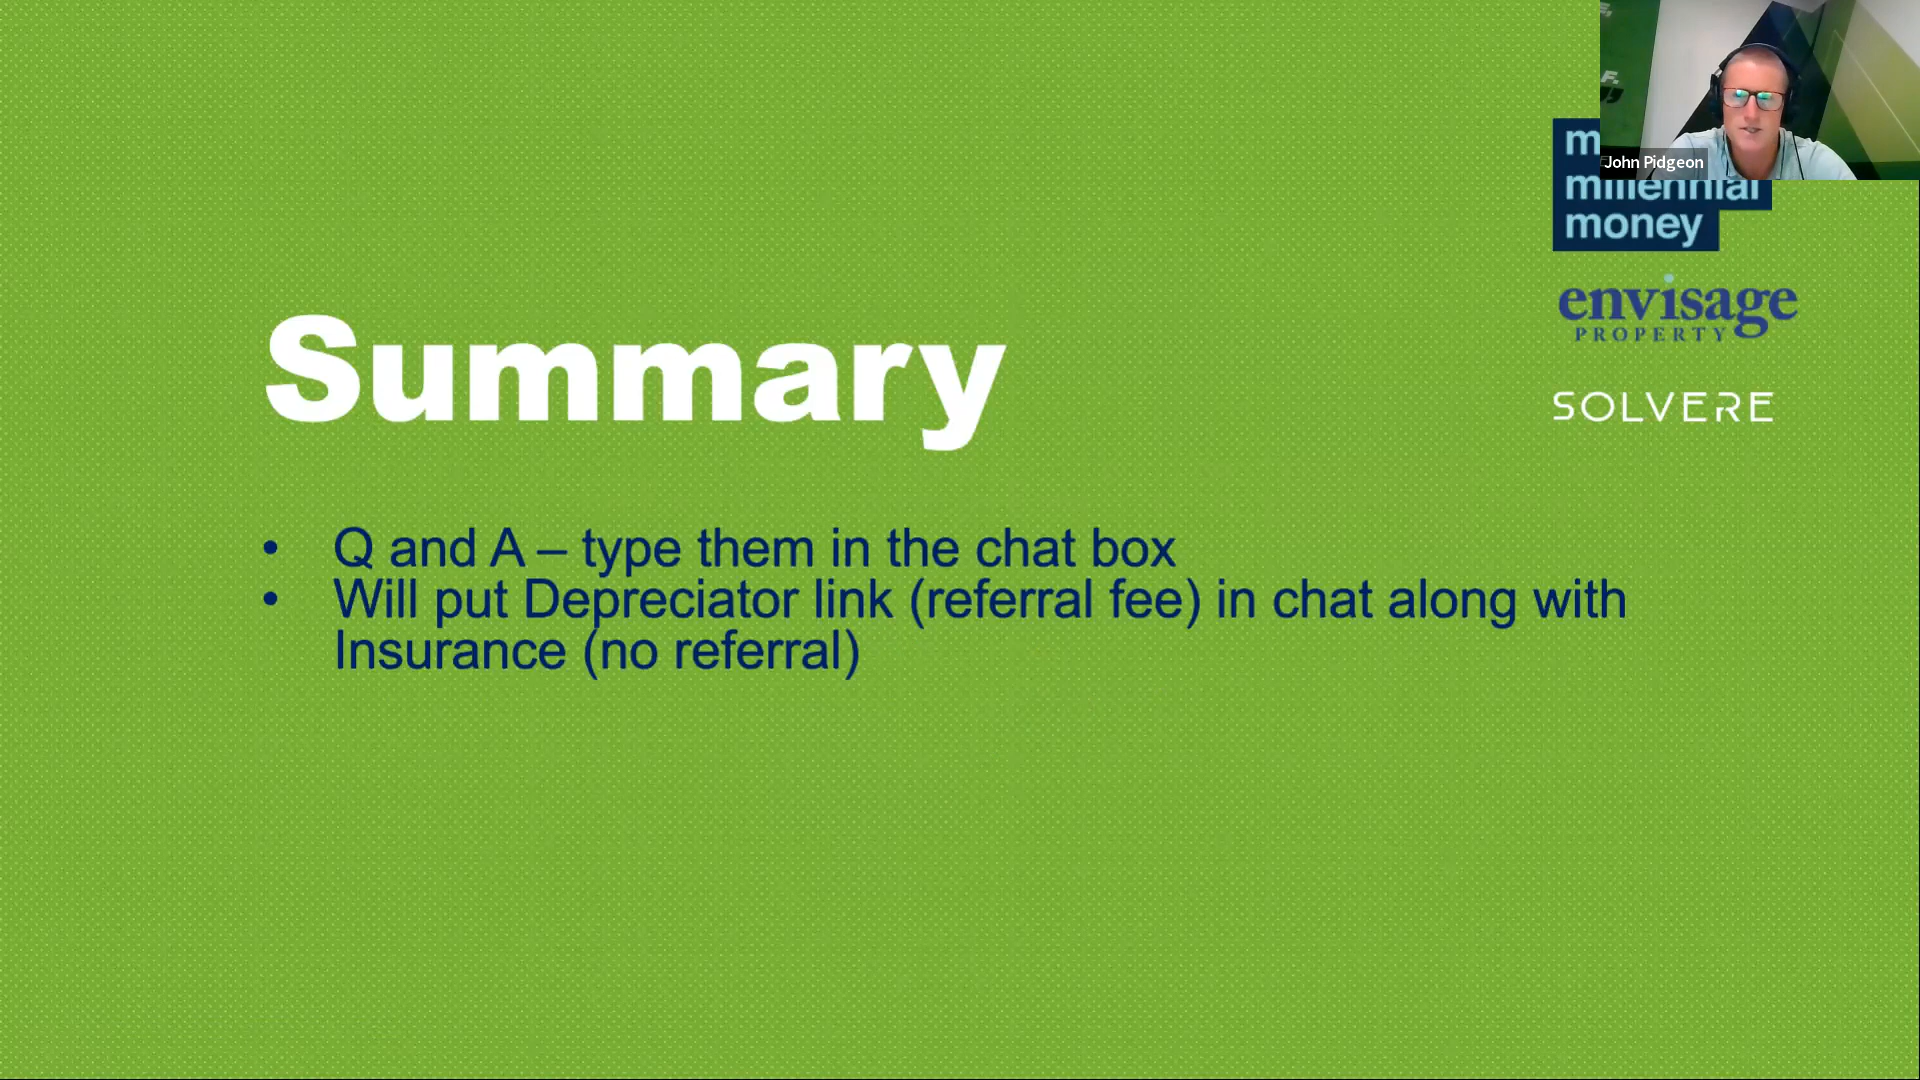 John Pidgeon
millennial
money
envisage
PROPERTY
SOLVERE
Summary
• Q and A – type them in the chat box
• Will put Depreciator link (referral fee) in chat along with
Insurance (no referral)